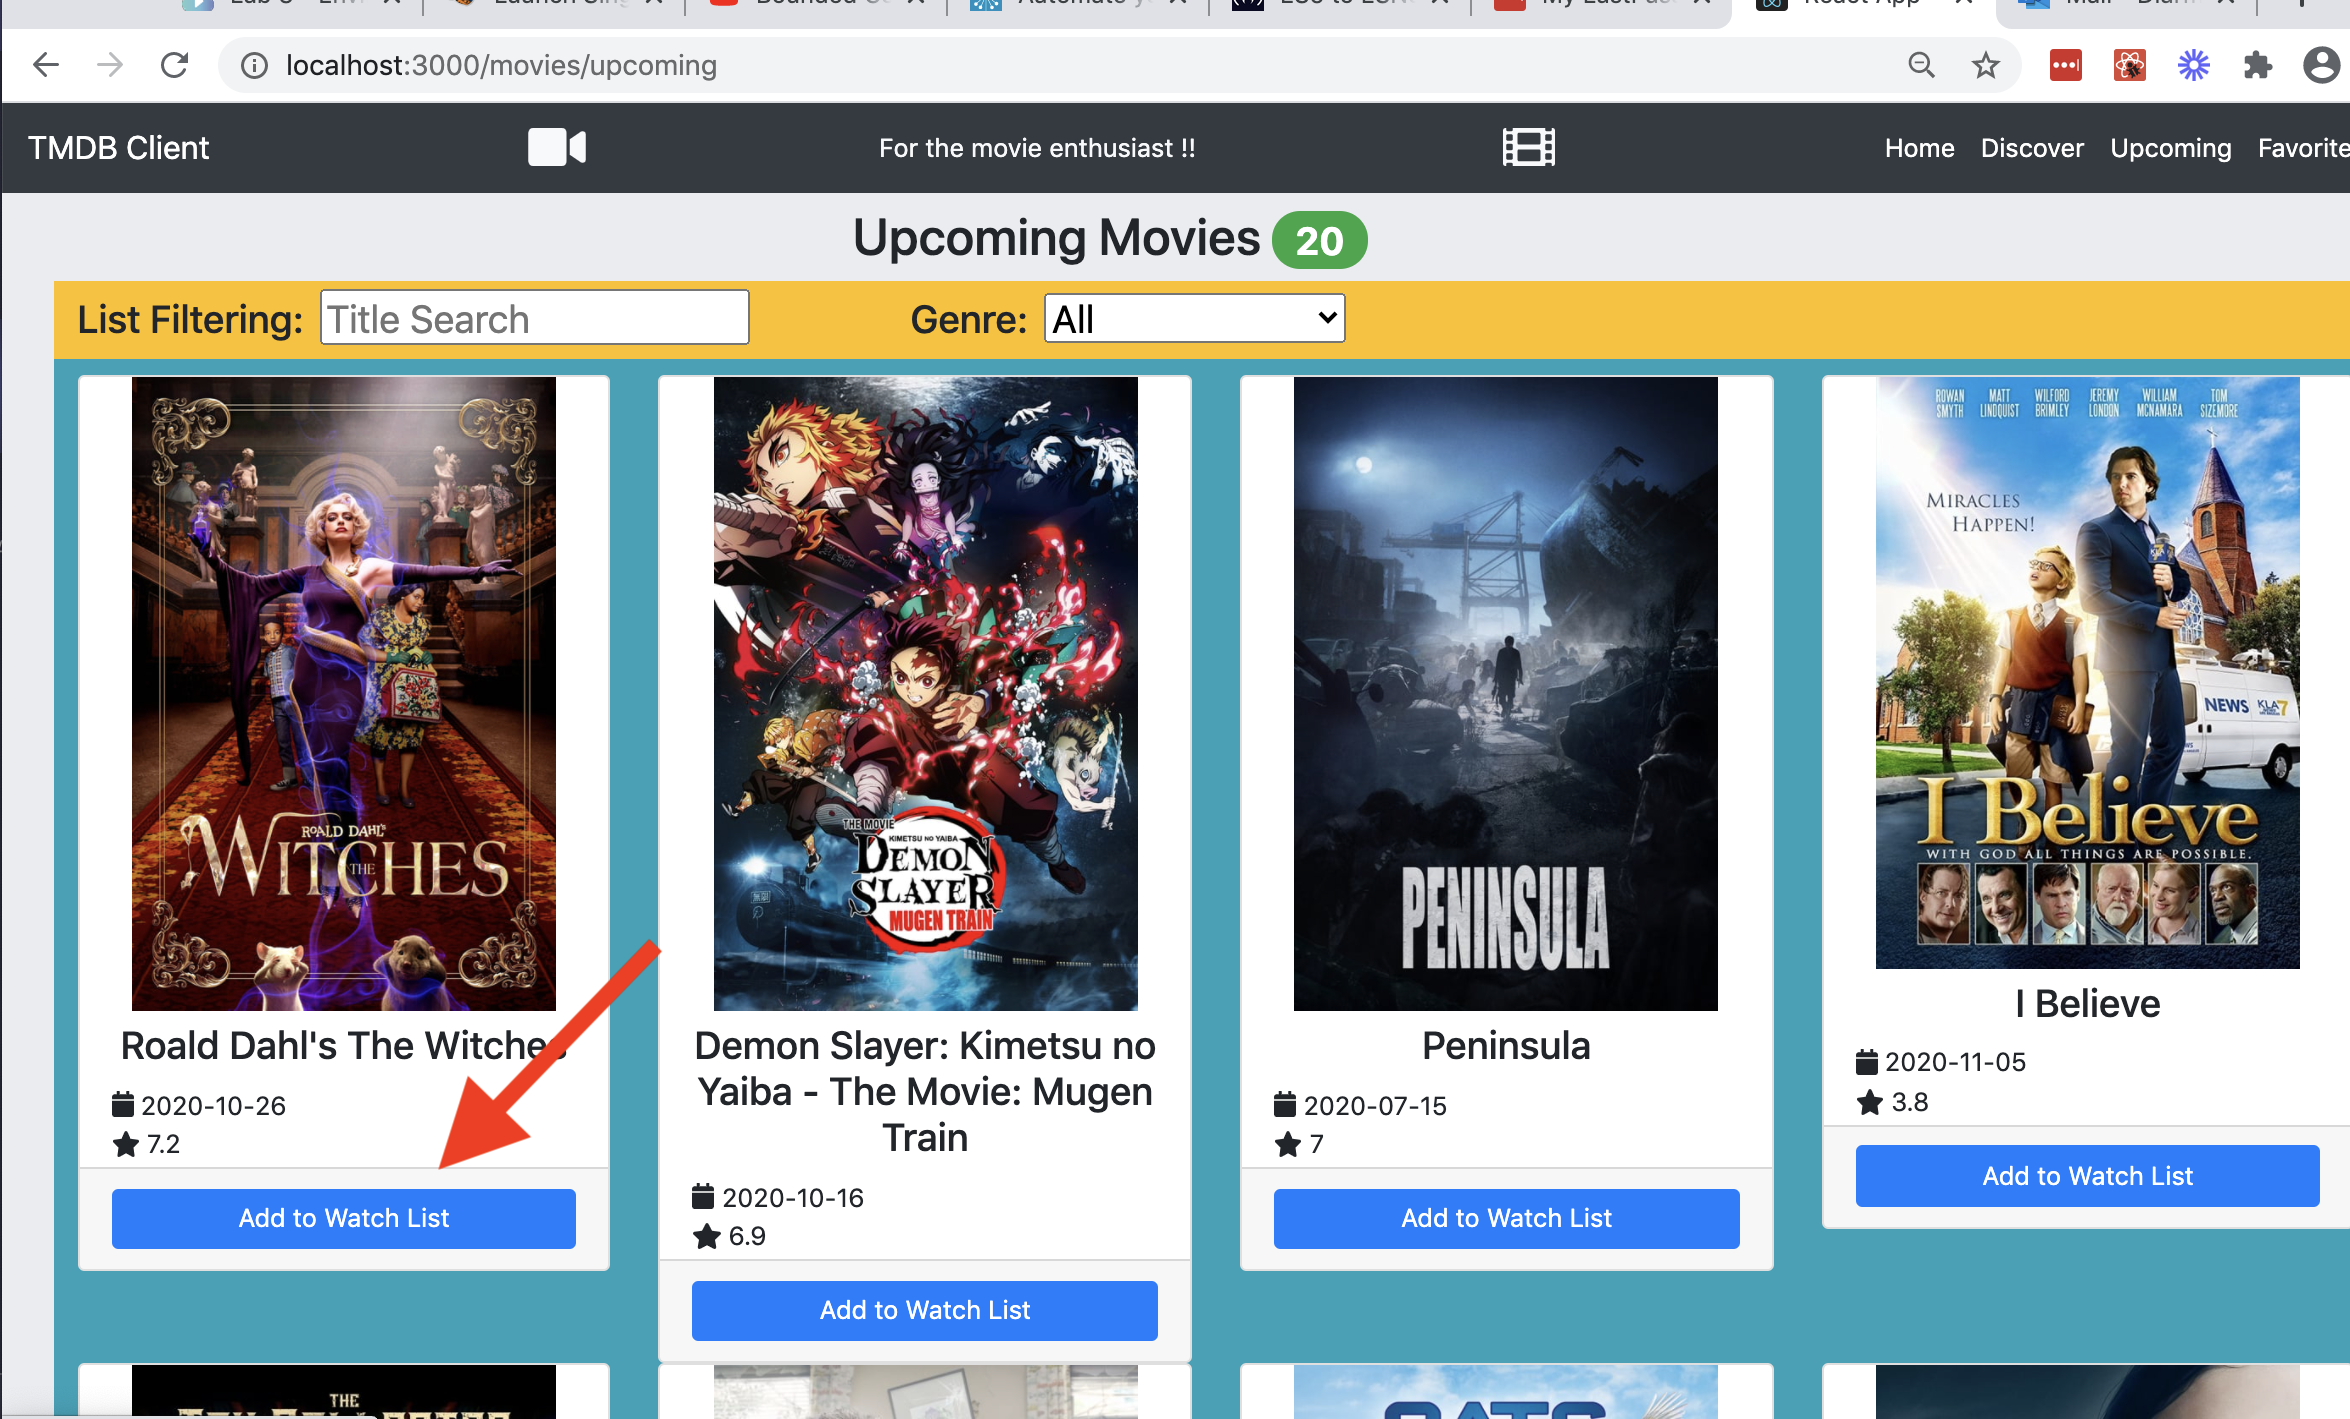 React App
localhost:3000/movies/upcoming
TMDB Client
For the movie enthusiast !!
Home Discover Upcoming Favorite
Upcoming Movies 20
List Filtering: Title Search Genre: All
ROALD DAHL'S
THE
WITCHES
THE MOVIE
KIMETSU NO YAIBA
DEMON
SLAYER
MUGEN TRAIN
PENINSULA
ROWAN SMYTH MATT LINDQUIST WILFORD BRIMLEY JEREMY LONDON WILLIAM MCNAMARA TOM SIZEMORE
MIRACLES
HAPPEN!
NEWS KLA 7
I Believe
WITH GOD ALL THINGS ARE POSSIBLE.
Roald Dahl's The Witches
2020-10-26
7.2
Add to Watch List
Demon Slayer: Kimetsu no
Yaiba - The Movie: Mugen
Train
2020-10-16
6.9
Add to Watch List
Peninsula
2020-07-15
7
Add to Watch List
I Believe
2020-11-05
3.8
Add to Watch List
THE